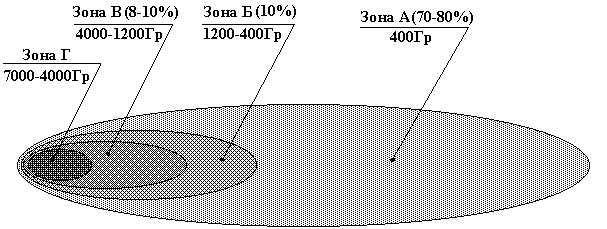 Зона В (8-10%)
4000-1200Гр
Зона Б (10%)
1200-400Гр
Зона А (70-80%)
400Гр
Зона Г
7000-4000Гр